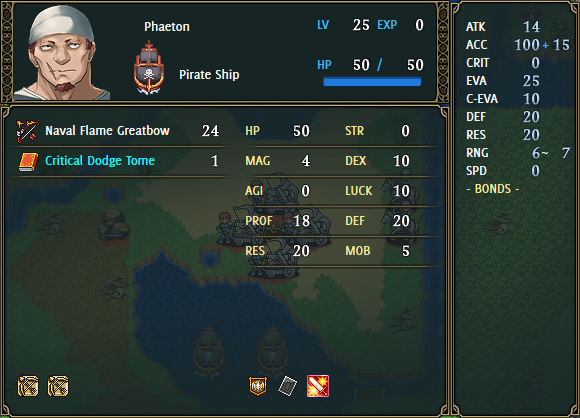 Phaeton LV 25 EXP 0
Pirate Ship HP 50 / 50
Naval Flame Greatbow 24
Critical Dodge Tome 1
HP 50 STR 0
MAG 4 DEX 10
AGI 0 LUCK 10
PROF 18 DEF 20
RES 20 MOB 5
ATK 14
ACC 100 + 15
CRIT 0
EVA 25
C-EVA 10
DEF 20
RES 20
RNG 6~ 7
SPD 0
- BONDS -